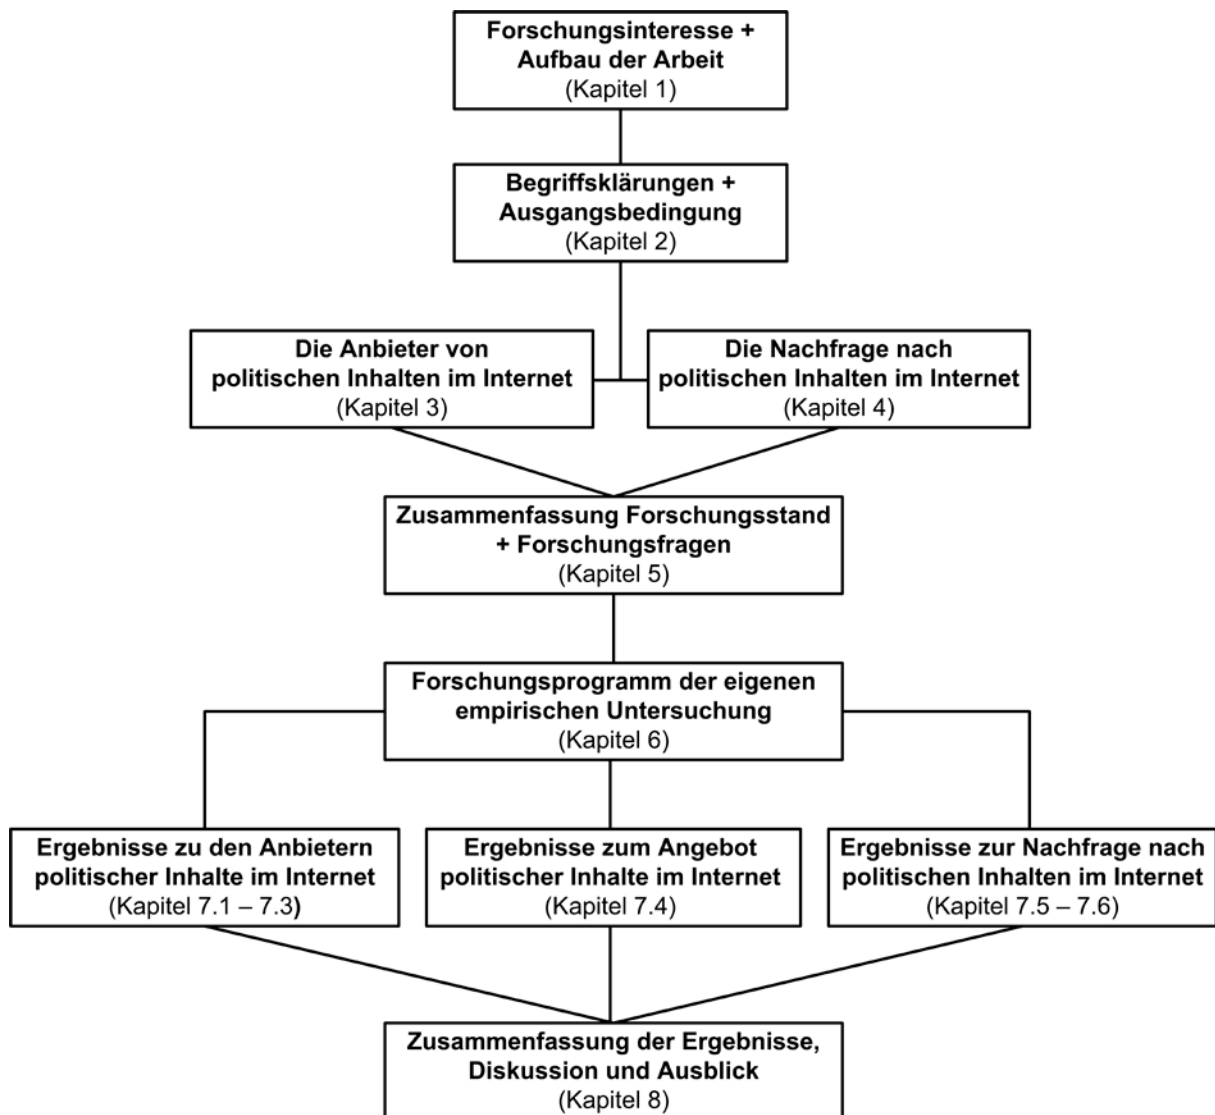 Forschungsinteresse +
Aufbau der Arbeit
(Kapitel 1)
Begriffsklärungen +
Ausgangsbedingung
(Kapitel 2)
Die Anbieter von
politischen Inhalten im Internet
(Kapitel 3)
Die Nachfrage nach
politischen Inhalten im Internet
(Kapitel 4)
Zusammenfassung Forschungsstand
+ Forschungsfragen
(Kapitel 5)
Forschungsprogramm der eigenen
empirischen Untersuchung
(Kapitel 6)
Ergebnisse zu den Anbietern
politischer Inhalte im Internet
(Kapitel 7.1 – 7.3)
Ergebnisse zum Angebot
politischer Inhalte im Internet
(Kapitel 7.4)
Ergebnisse zur Nachfrage nach
politischen Inhalten im Internet
(Kapitel 7.5 – 7.6)
Zusammenfassung der Ergebnisse,
Diskussion und Ausblick
(Kapitel 8)